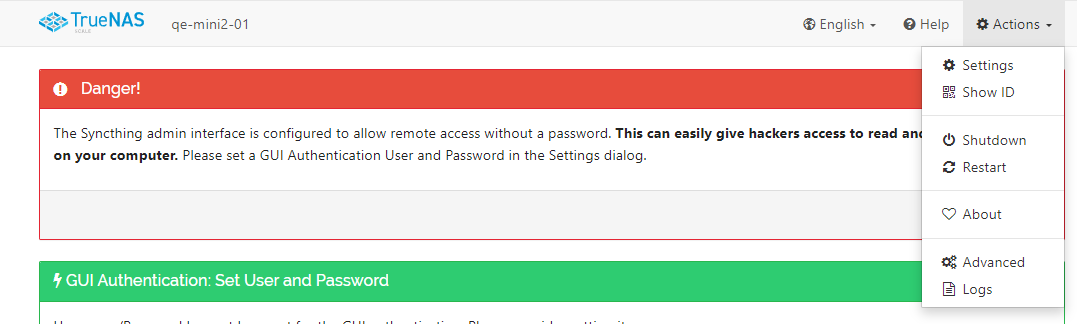 TrueNAS
SCALE
qe-mini2-01
English
Help
Actions
Settings
Show ID
Shutdown
Restart
About
Advanced
Logs
Danger!
The Syncthing admin interface is configured to allow remote access without a password. This can easily give hackers access to read and
on your computer. Please set a GUI Authentication User and Password in the Settings dialog.
GUI Authentication: Set User and Password